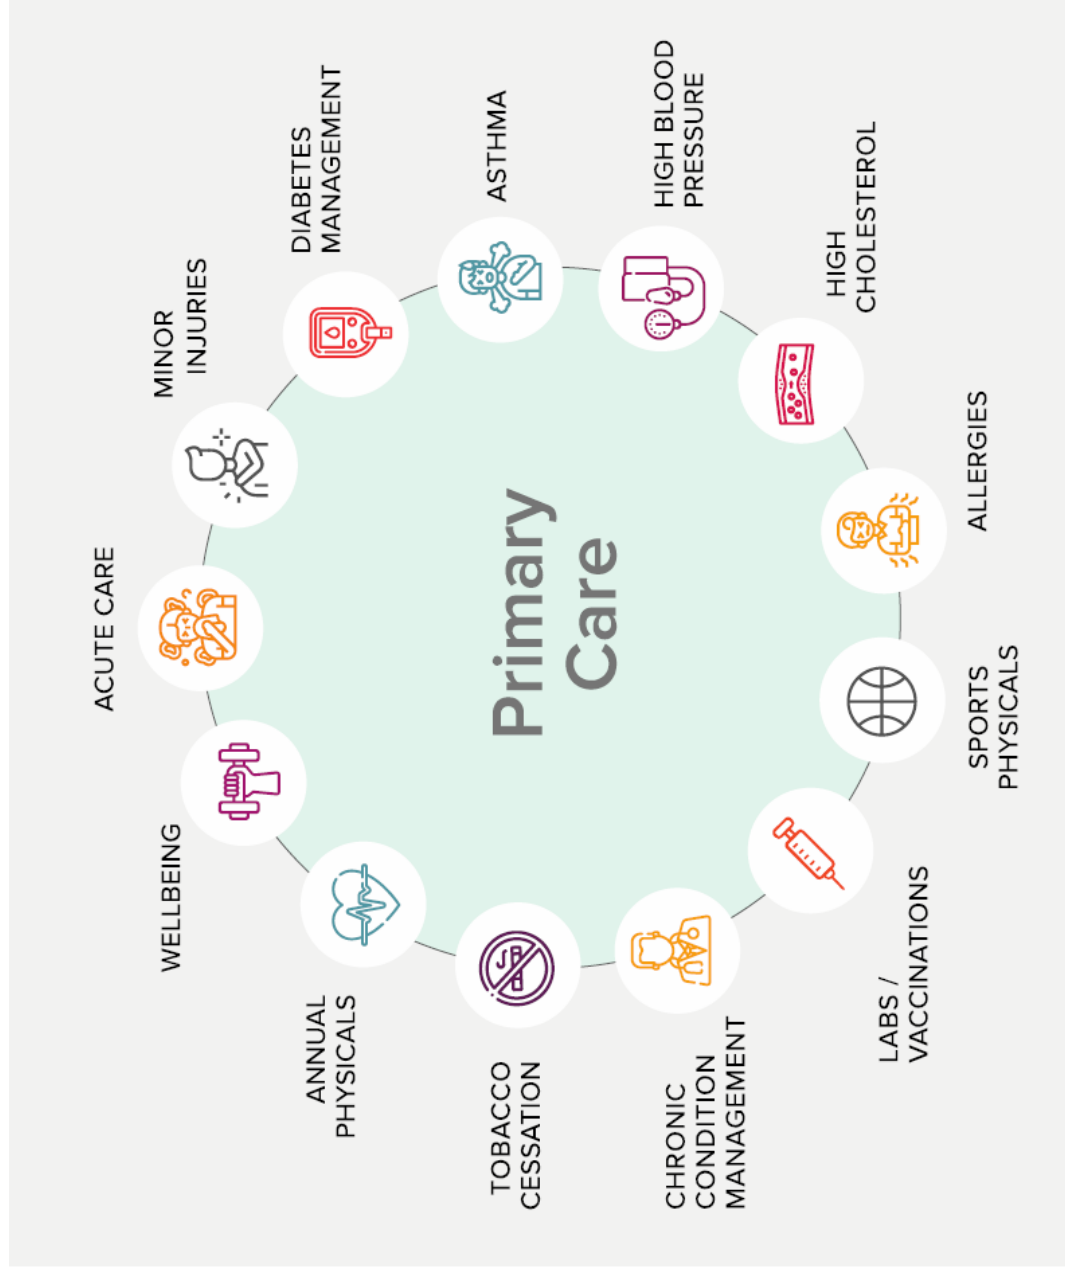 Primary
Care
ACUTE CARE
MINOR
INJURIES
DIABETES
MANAGEMENT
ASTHMA
HIGH BLOOD
PRESSURE
HIGH
CHOLESTEROL
ALLERGIES
SPORTS
PHYSICALS
LABS /
VACCINATIONS
CHRONIC
CONDITION
MANAGEMENT
TOBACCO
CESSATION
ANNUAL
PHYSICALS
WELLBEING